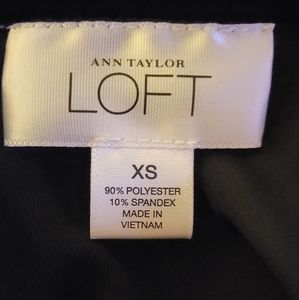 ANN TAYLOR
LOFT
XS
90% POLYESTER
10% SPANDEX
MADE IN
VIETNAM